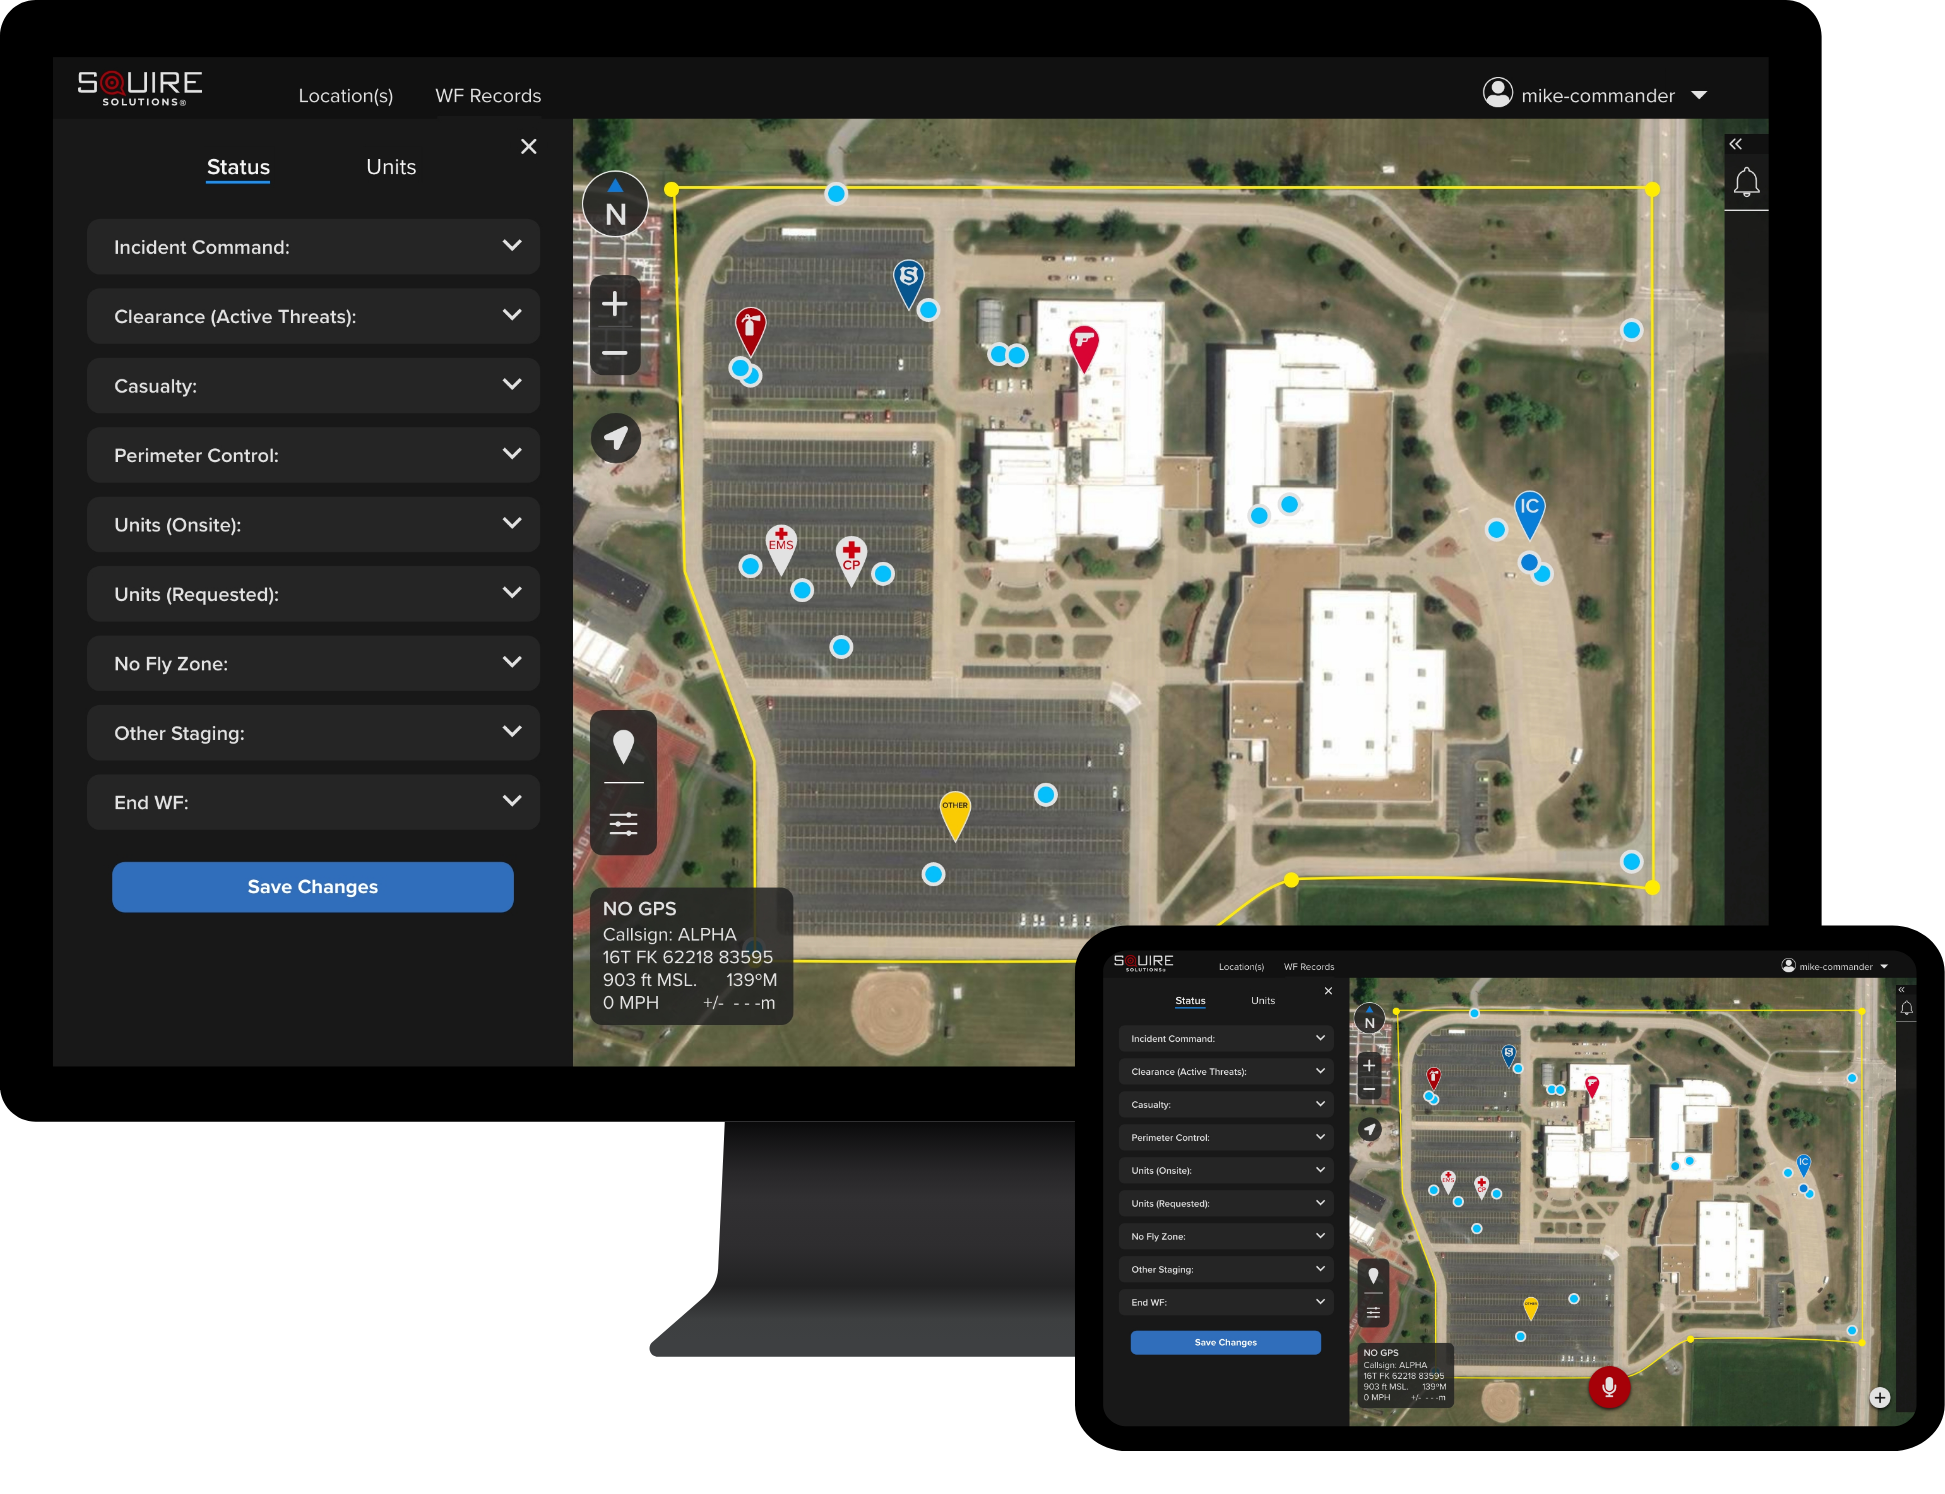 SQUIRE
SOLUTIONS®
Location(s)
WF Records
mike-commander
Status
Units
Incident Command:
Clearance (Active Threats):
Casualty:
Perimeter Control:
Units (Onsite):
Units (Requested):
No Fly Zone:
Other Staging:
End WF:
Save Changes
N
S
IC
EMS
CP
OTHER
NO GPS
Callsign: ALPHA
16T FK 62218 83595
903 ft MSL. 139°M
0 MPH +/- - - -m
SQUIRE
SOLUTIONS®
Location(s)
WF Records
mike-commander
Status
Units
Incident Command:
Clearance (Active Threats):
Casualty:
Perimeter Control:
Units (Onsite):
Units (Requested):
No Fly Zone:
Other Staging:
End WF:
Save Changes
N
S
IC
EMS
CP
OTHER
NO GPS
Callsign: ALPHA
16T FK 62218 83595
903 ft MSL. 139°M
0 MPH +/- - - -m